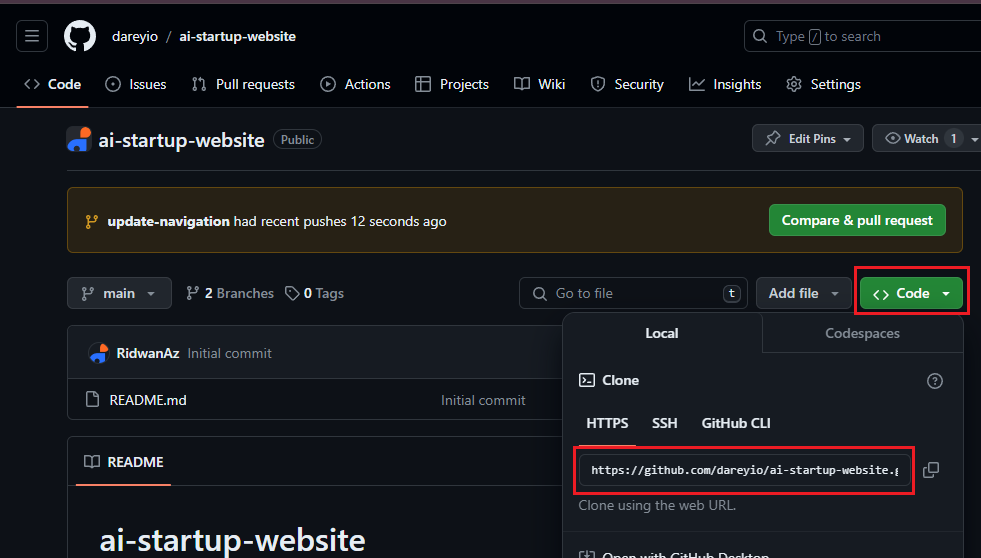 dareyio / ai-startup-website
Type / to search
Code Issues Pull requests Actions Projects Wiki Security Insights Settings
ai-startup-website Public
Edit Pins Watch 1
update-navigation had recent pushes 12 seconds ago
Compare & pull request
main 2 Branches 0 Tags
Go to file t
Add file Code
Local Codespaces
RidwanAz Initial commit
Clone
README.md Initial commit
HTTPS SSH GitHub CLI
README
https://github.com/dareyio/ai-startup-website.g
Clone using the web URL.
ai-startup-website
Open with GitHub Desktop